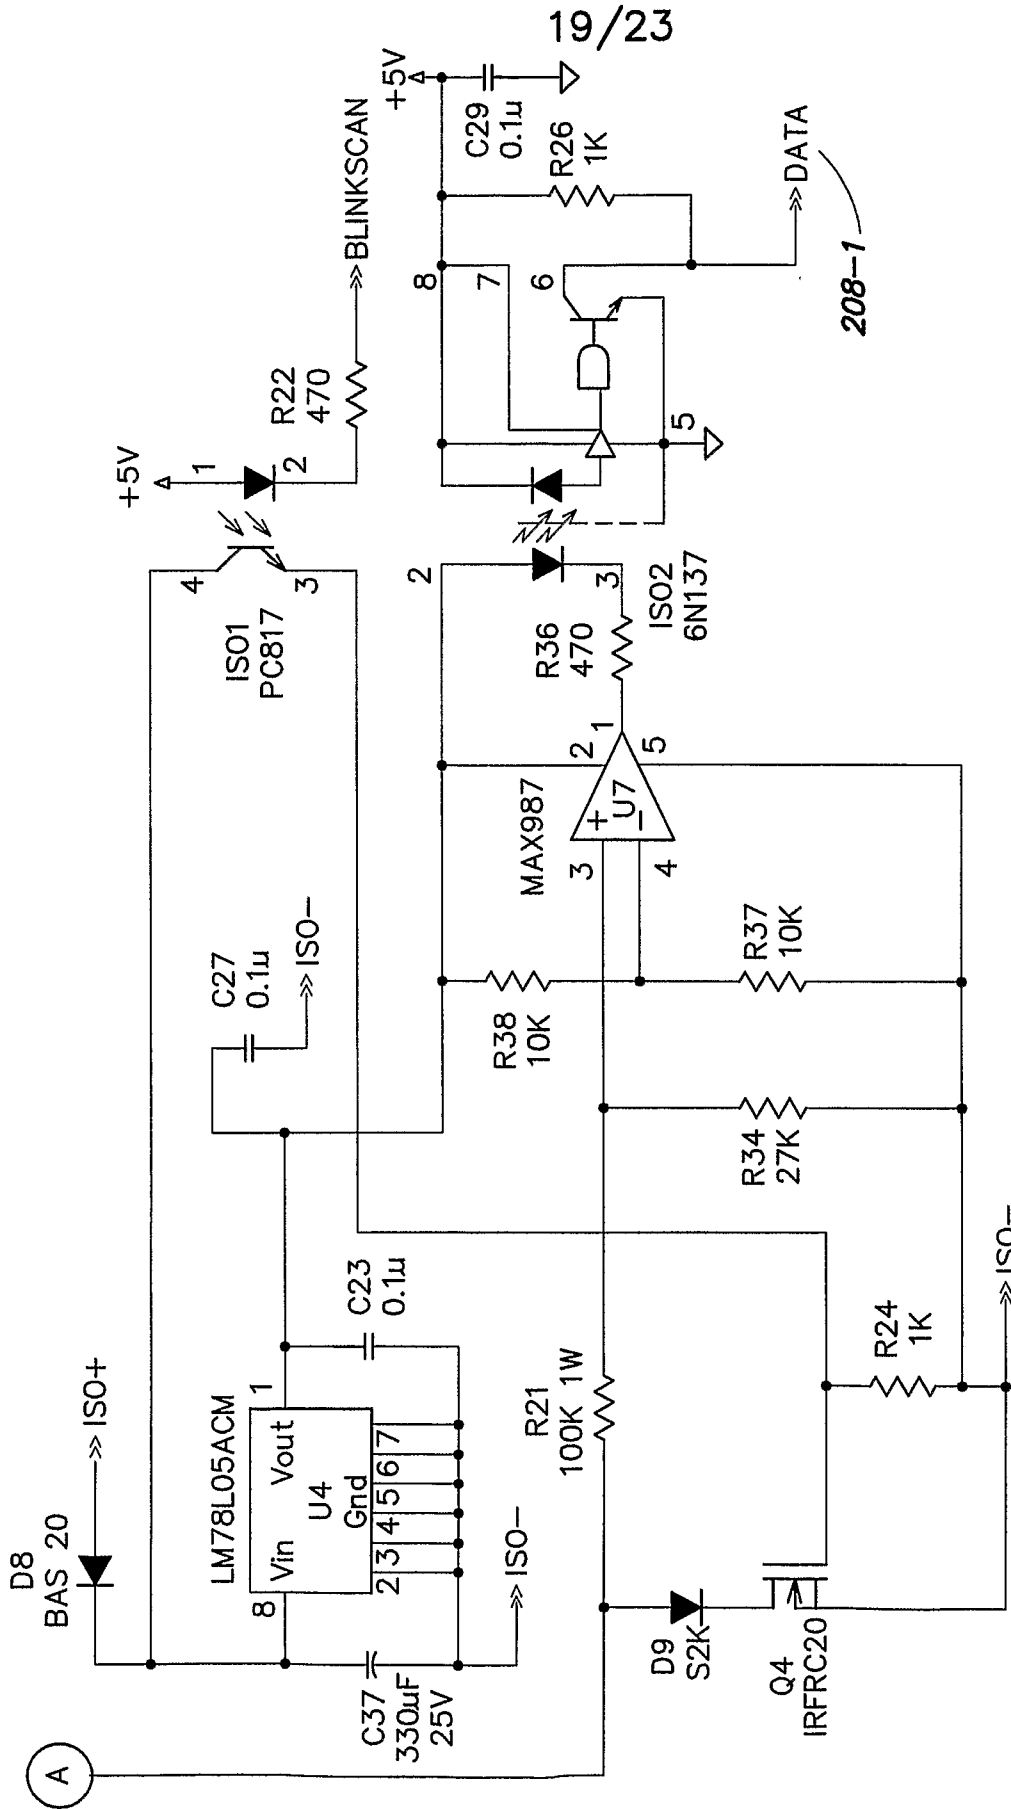 19/23
A
D8
BAS 20
ISO+
LM78L05ACM
8
Vin
Vout
1
U4
Gnd
2
3
4
5
6
7
C37
330µF
25V
ISO-
C23
0.1µ
C27
0.1µ
ISO-
ISO1
PC817
4
3
+5V
1
2
R22
470
BLINKSCAN
+5V
C29
0.1µ
R26
1K
8
7
6
5
DATA
208-1
2
3
ISO2
6N137
R36
470
MAX987
U7
+
–
1
2
3
4
5
R38
10K
R37
10K
R34
27K
R21
100K 1W
R24
1K
D9
S2K
Q4
IRFRC20
ISO-